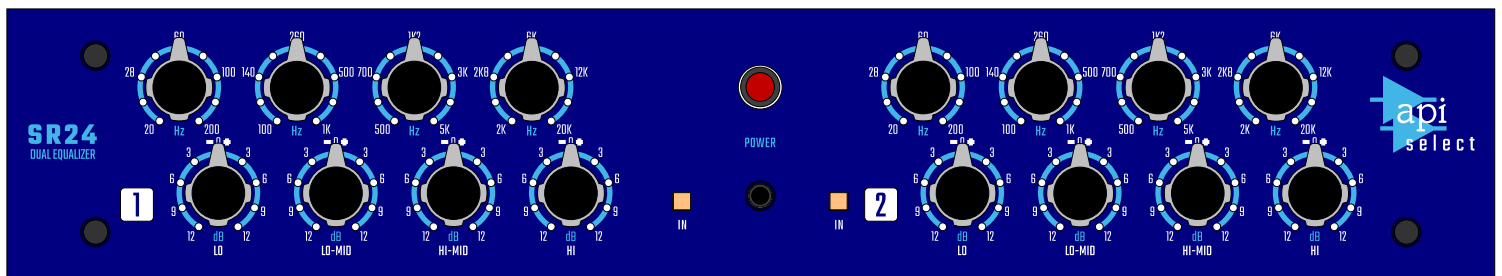 60 260 1K2 6K 60 260 1K2 6K
28 100 140 500 700 3K 2K8 12K 28 100 140 500 700 9K 2K8 12K
20 Hz 200 100 Hz 1K 500 Hz 5K 2K Hz 20K 20 Hz 200 100 Hz 1K 500 Hz 5K 2K Hz 20K
SR24
DUAL EQUALIZER
POWER
api
select
- 0 + - 0 + - 0 + - 0 + - 0 + - 0 + - 0 + - 0 +
3 3 3 3 3 3 3 3 3 3 3 3 3 3 3 3
6 6 6 6 6 6 6 6 6 6 6 6 6 6 6 6
1 2
9 9 9 9 9 9 9 9 9 9 9 9 9 9 9 9
IN IN
12 dB 12 12 dB 12 12 dB 12 12 dB 12 12 dB 12 12 dB 12 12 dB 12 12 dB 12
LO LO-MID HI-MID HI LO LO-MID HI-MID HI